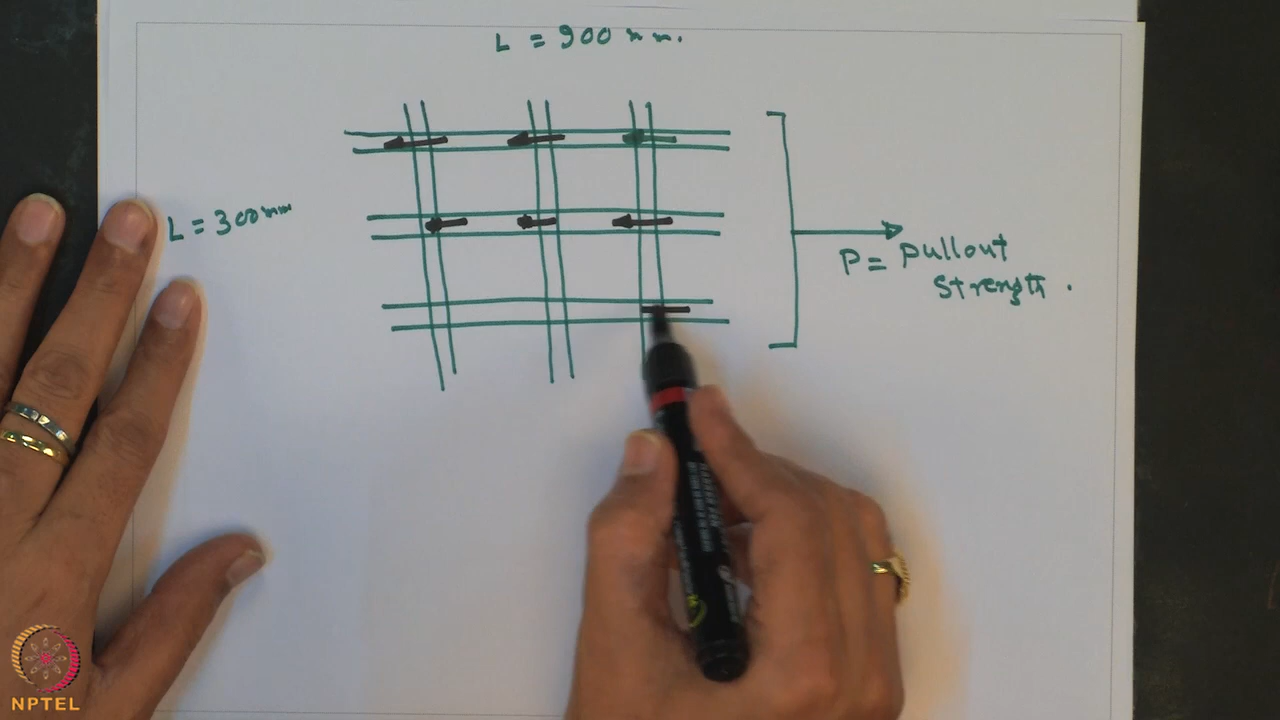 L = 900 mm.
L = 300 mm
P = Pullout
Strength.
NPTEL